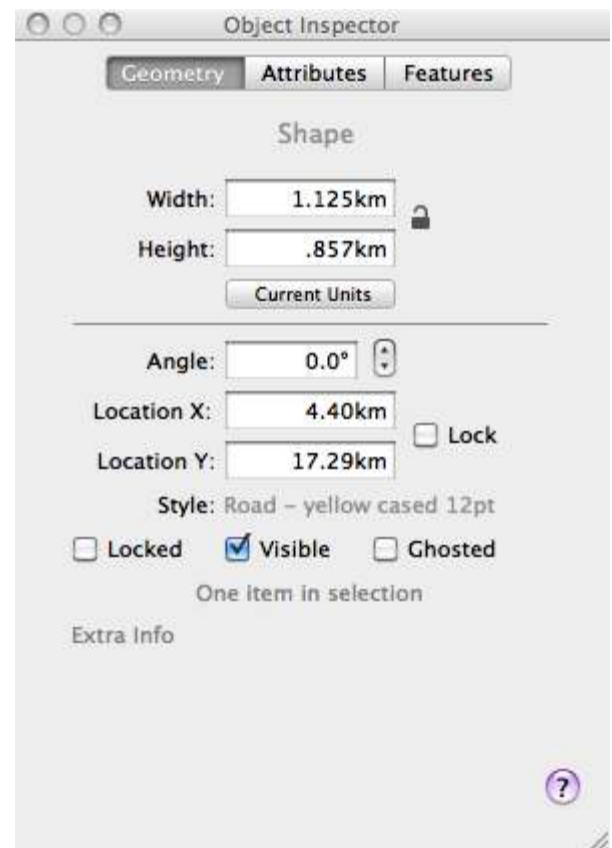 Object Inspector
Geometry Attributes Features
Shape
Width: 1.125km
Height: .857km
Current Units
Angle: 0.0°
Location X: 4.40km
Lock
Location Y: 17.29km
Style: Road – yellow cased 12pt
Locked Visible Ghosted
One item in selection
Extra Info
?